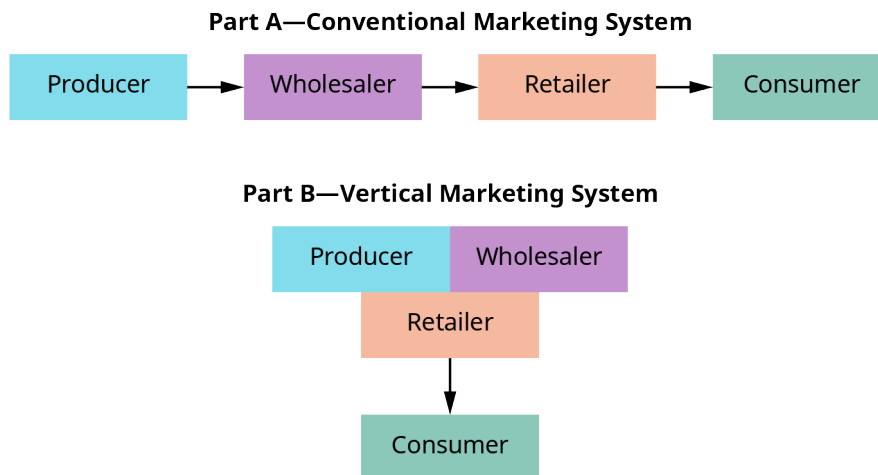 Part A—Conventional Marketing System
Producer Wholesaler Retailer Consumer
Part B—Vertical Marketing System
Producer Wholesaler
Retailer
Consumer